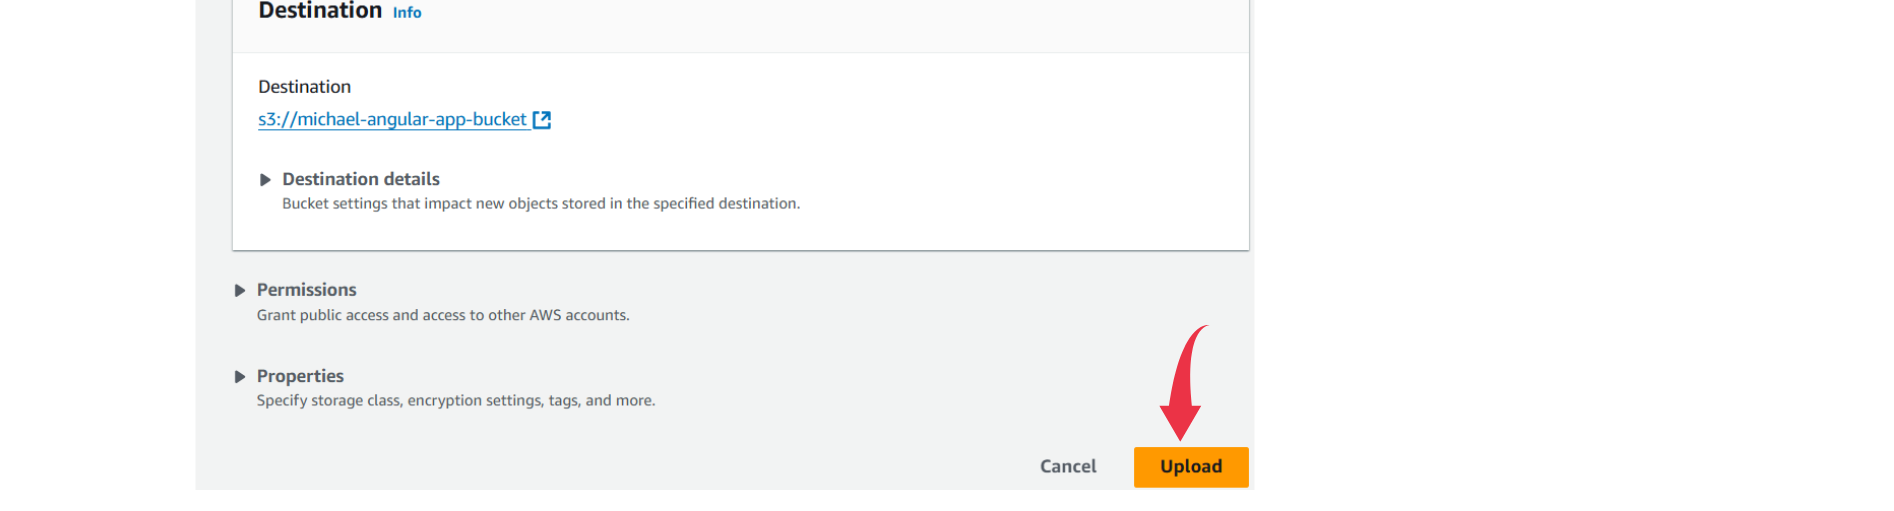 Destination Info
Destination
s3://michael-angular-app-bucket
Destination details
Bucket settings that impact new objects stored in the specified destination.
Permissions
Grant public access and access to other AWS accounts.
Properties
Specify storage class, encryption settings, tags, and more.
Cancel Upload